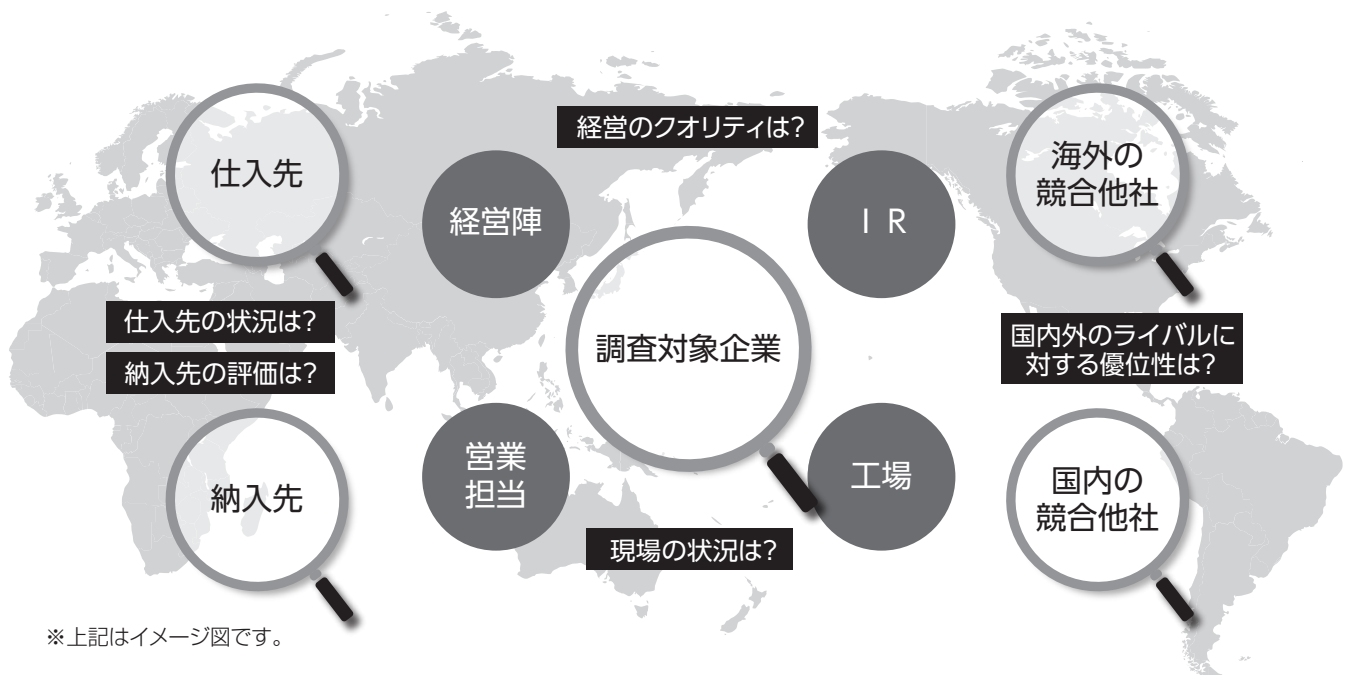 経営のクオリティは?
仕入先
海外の
競合他社
経営陣
I R
仕入先の状況は?
納入先の評価は?
調査対象企業
国内外のライバルに
対する優位性は?
営業
担当
工場
納入先
国内の
競合他社
現場の状況は?
※上記はイメージ図です。